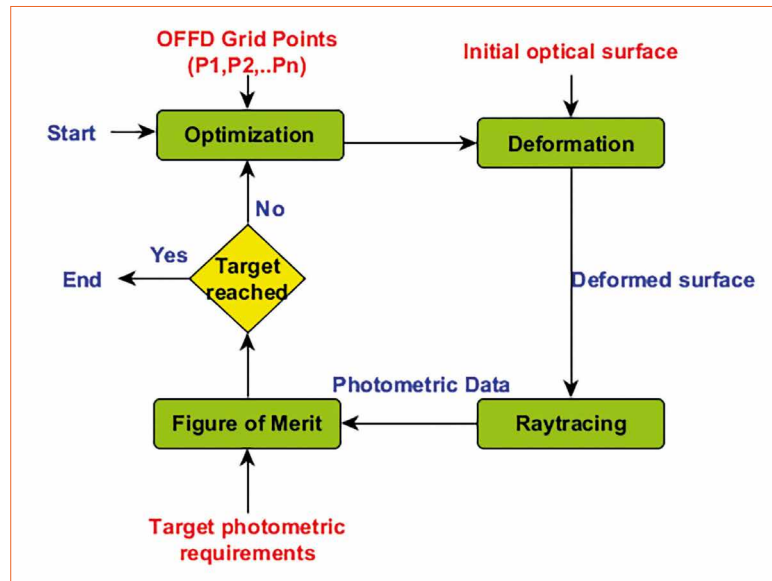 OFFD Grid Points
(P1,P2,..Pn)
Initial optical surface
Start
Optimization
Deformation
No
Yes
End
Target
reached
Deformed surface
Photometric Data
Figure of Merit
Raytracing
Target photometric
requirements